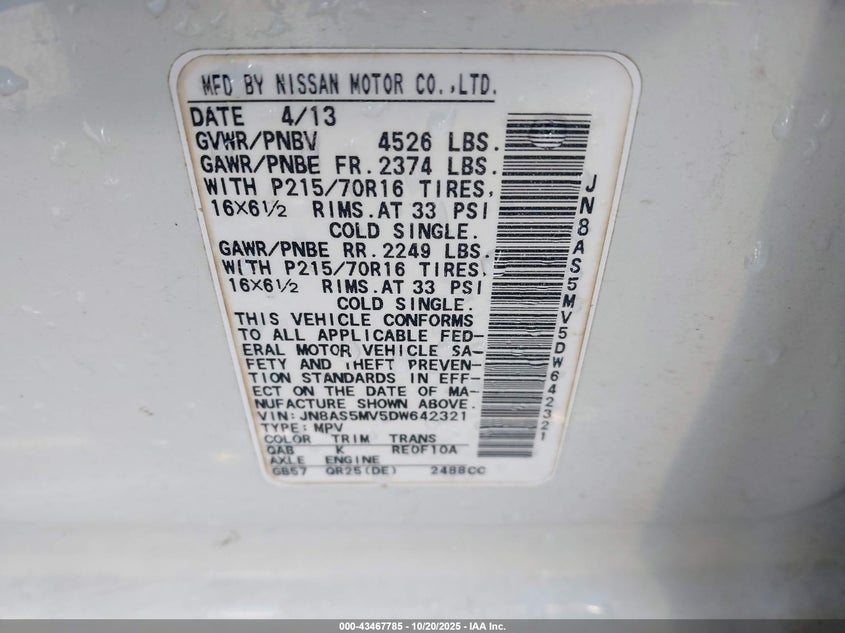 MFD BY NISSAN MOTOR CO.,LTD.
DATE 4/13
GVWR/PNBV 4526 LBS.
GAWR/PNBE FR.2374 LBS.
WITH P215/70R16 TIRES,
16×6½ RIMS.AT 33 PSI
COLD SINGLE.
GAWR/PNBE RR.2249 LBS.
WITH P215/70R16 TIRES,
16×6½ RIMS.AT 33 PSI
COLD SINGLE.
THIS VEHICLE CONFORMS
TO ALL APPLICABLE FED-
ERAL MOTOR VEHICLE SA-
FETY AND THEFT PREVEN-
TION STANDARDS IN EFF-
ECT ON THE DATE OF MA-
NUFACTURE SHOWN ABOVE.
VIN: JN8AS5MV5DW642321
TYPE: MPV
COLOR TRIM TRANS
QAB K RE0F10A
AXLE ENGINE
GB57 QR25(DE) 2488CC
JN8AS5MV5DW642321
000-43467785 - 10/20/2025 - IAA Inc.